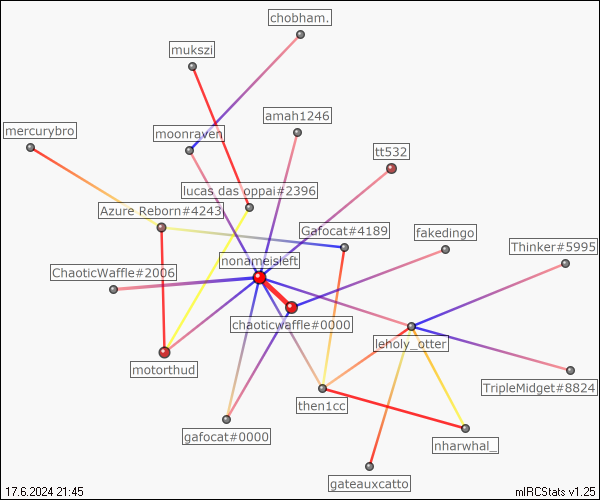 chobham.
mukszi
amah1246
mercurybro
moonraven
tt532
lucas das oppai#2396
Azure Reborn#4243
Gafocat#4189
fakedingo
Thinker#5995
nonameisleft
ChaoticWaffle#2006
chaoticwaffle#0000
leholy_otter
motorthud
TripleMidget#8824
then1cc
gafocat#0000
nharwhal_
gateauxcatto
17.6.2024 21:45
mIRCStats v1.25